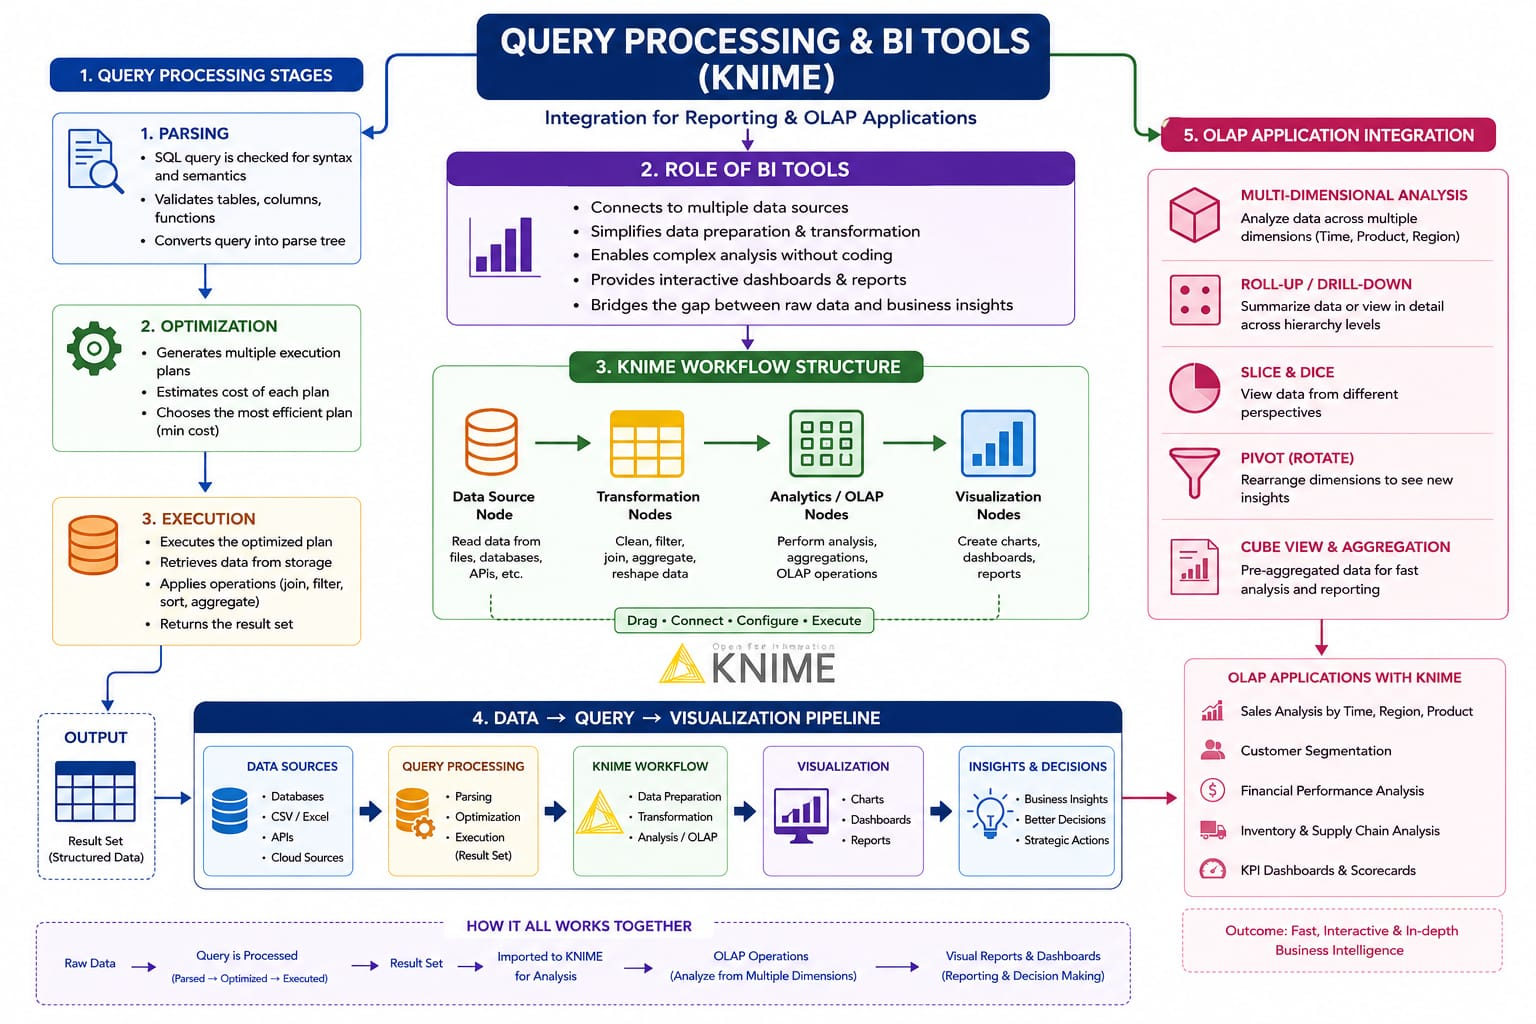 QUERY PROCESSING & BI TOOLS
(KNIME)
Integration for Reporting & OLAP Applications
1. QUERY PROCESSING STAGES
1. PARSING
• SQL query is checked for syntax
and semantics
• Validates tables, columns,
functions
• Converts query into parse tree
2. OPTIMIZATION
• Generates multiple execution
plans
• Estimates cost of each plan
• Chooses the most efficient plan
(min cost)
3. EXECUTION
• Executes the optimized plan
• Retrieves data from storage
• Applies operations (join, filter,
sort, aggregate)
• Returns the result set
OUTPUT
Result Set
(Structured Data)
2. ROLE OF BI TOOLS
• Connects to multiple data sources
• Simplifies data preparation & transformation
• Enables complex analysis without coding
• Provides interactive dashboards & reports
• Bridges the gap between raw data and business insights
3. KNIME WORKFLOW STRUCTURE
Data Source
Node
Read data from
files, databases,
APIs, etc.
Transformation
Nodes
Clean, filter,
join, aggregate,
reshape data
Analytics / OLAP
Nodes
Perform analysis,
aggregations,
OLAP operations
Visualization
Nodes
Create charts,
dashboards,
reports
Drag • Connect • Configure • Execute
Open For Innovation
KNIME
4. DATA → QUERY → VISUALIZATION PIPELINE
DATA SOURCES
• Databases
• CSV / Excel
• APIs
• Cloud Sources
QUERY PROCESSING
• Parsing
• Optimization
• Execution
(Result Set)
KNIME WORKFLOW
• Data Preparation
• Transformation
• Analysis / OLAP
VISUALIZATION
• Charts
• Dashboards
• Reports
INSIGHTS & DECISIONS
• Business Insights
• Better Decisions
• Strategic Actions
5. OLAP APPLICATION INTEGRATION
MULTI-DIMENSIONAL ANALYSIS
Analyze data across multiple
dimensions (Time, Product, Region)
ROLL-UP / DRILL-DOWN
Summarize data or view in detail
across hierarchy levels
SLICE & DICE
View data from different
perspectives
PIVOT (ROTATE)
Rearrange dimensions to see new
insights
CUBE VIEW & AGGREGATION
Pre-aggregated data for fast
analysis and reporting
OLAP APPLICATIONS WITH KNIME
Sales Analysis by Time, Region, Product
Customer Segmentation
$
Financial Performance Analysis
Inventory & Supply Chain Analysis
KPI Dashboards & Scorecards
Outcome: Fast, Interactive & In-depth
Business Intelligence
HOW IT ALL WORKS TOGETHER
Raw Data →
Query is Processed
(Parsed → Optimized → Executed)
→ Result Set →
Imported to KNIME
for Analysis
→
OLAP Operations
(Analyze from Multiple Dimensions)
→
Visual Reports & Dashboards
(Reporting & Decision Making)